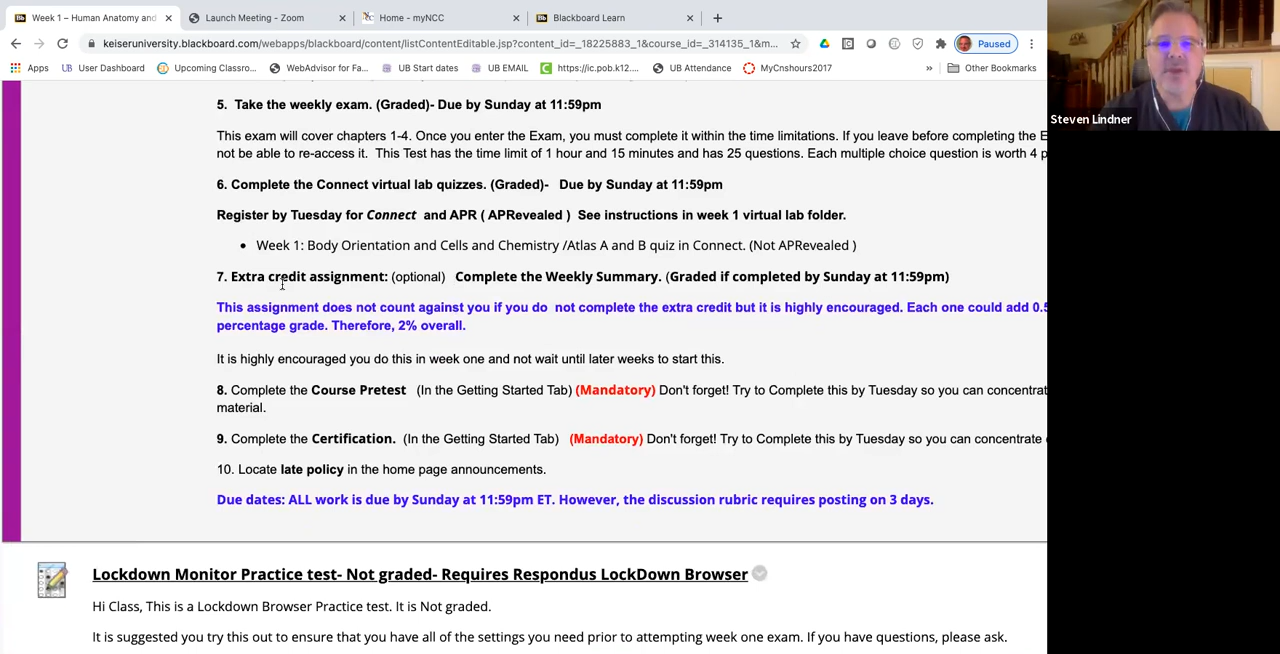 Week 1 – Human Anatomy and
Launch Meeting - Zoom
Home - myNCC
Blackboard Learn
keiseruniversity.blackboard.com/webapps/blackboard/content/listContentEditable.jsp?content_id=_18225883_1&course_id=_314135_1&m...
Paused
Apps
UB User Dashboard
Upcoming Classro...
WebAdvisor for Fa...
UB Start dates
UB EMAIL
https://ic.pob.k12....
UB Attendance
MyCnshours2017
»
Other Bookmarks
Steven Lindner
5. Take the weekly exam. (Graded)- Due by Sunday at 11:59pm
This exam will cover chapters 1-4. Once you enter the Exam, you must complete it within the time limitations. If you leave before completing the E
not be able to re-access it. This Test has the time limit of 1 hour and 15 minutes and has 25 questions. Each multiple choice question is worth 4 p
6. Complete the Connect virtual lab quizzes. (Graded)- Due by Sunday at 11:59pm
Register by Tuesday for Connect and APR ( APRevealed ) See instructions in week 1 virtual lab folder.
• Week 1: Body Orientation and Cells and Chemistry /Atlas A and B quiz in Connect. (Not APRevealed )
7. Extra credit assignment: (optional) Complete the Weekly Summary. (Graded if completed by Sunday at 11:59pm)
This assignment does not count against you if you do not complete the extra credit but it is highly encouraged. Each one could add 0.5
percentage grade. Therefore, 2% overall.
It is highly encouraged you do this in week one and not wait until later weeks to start this.
8. Complete the Course Pretest (In the Getting Started Tab) (Mandatory) Don't forget! Try to Complete this by Tuesday so you can concentrat
material.
9. Complete the Certification. (In the Getting Started Tab) (Mandatory) Don't forget! Try to Complete this by Tuesday so you can concentrate
10. Locate late policy in the home page announcements.
Due dates: ALL work is due by Sunday at 11:59pm ET. However, the discussion rubric requires posting on 3 days.
Lockdown Monitor Practice test- Not graded- Requires Respondus LockDown Browser
Hi Class, This is a Lockdown Browser Practice test. It is Not graded.
It is suggested you try this out to ensure that you have all of the settings you need prior to attempting week one exam. If you have questions, please ask.